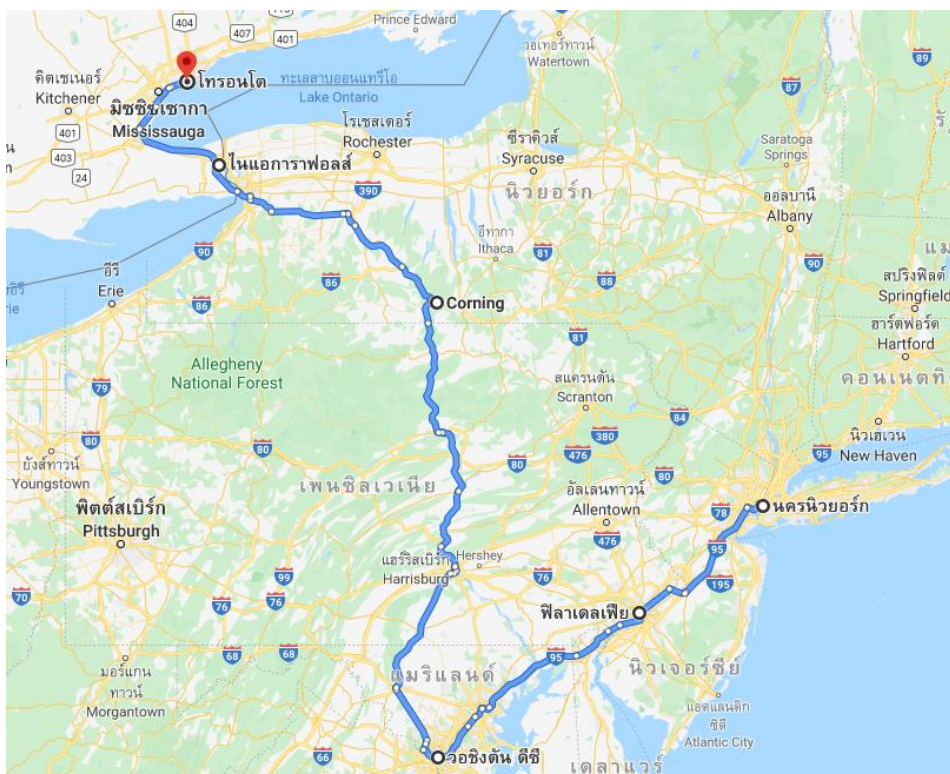 404
407
401
401
Prince Edward
89
วอเทอร์ทาวน์
Watertown
87
คิตเชเนอร์
Kitchener
โทรอนโต
ทะเลสาบออนแทรีโอ
Lake Ontario
มิซซิซเซากา
Mississauga
401
403
24
โรเชสเตอร์
Rochester
ซีราคิวส์
Syracuse
Saratoga
Springs
ไนแอการาฟอลส์
390
นิวยอร์ก
ออลบานี
Albany
90
อีทากา
Ithaca
81
90
88
สปริงฟิลด์
Springfield
อีรี
Erie
86
86
Corning
ฮาร์ตฟอร์ด
Hartford
81
Allegheny
National Forest
79
สแครนตัน
Scranton
84
คอนเนตทิ
80
80
380
476
80
80
95
นิวเฮเวน
New Haven
ยังส์ทาวน์
Youngstown
เพนซิลเวเนีย
อัลเลนทาวน์
Allentown
78
นครนิวยอร์ก
พิตต์สเบิร์ก
Pittsburgh
476
95
แฮร์ริสเบิร์ก
Harrisburg
Hershey
76
195
99
70
76
76
ฟิลาเดลเฟีย
68
68
95
แมริแลนด์
นิวเจอร์ซีย์
มอร์แกน
ทาวน์
Morgantown
แอตแลนติก
ซิตี
Atlantic City
66
วอชิงตัน ดีซี
เดลาแวร์